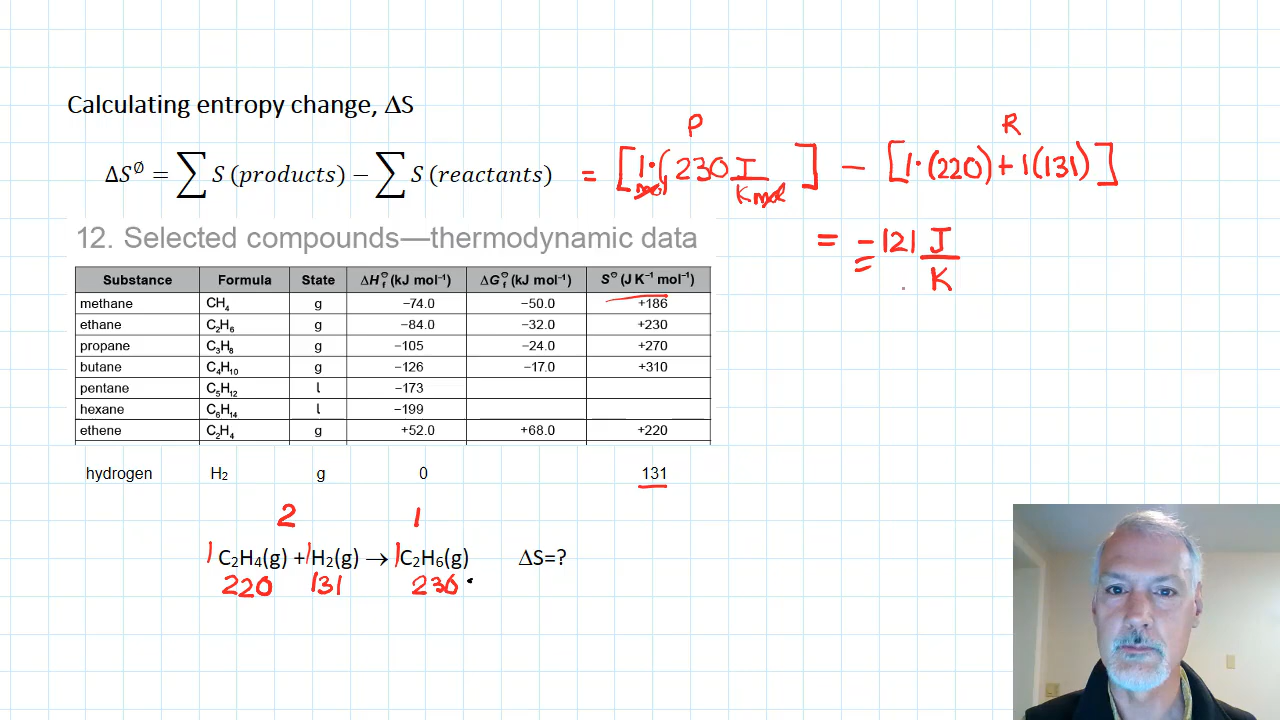 Calculating entropy change, ΔS
P R
ΔS^Ø = ∑ S (products) − ∑ S (reactants) = [1·(230 J ] − [1·(220)+1(131)]
mol K mol
= −121 J
K
12. Selected compounds—thermodynamic data
Substance Formula State ΔH_f^⊖ (kJ mol⁻¹) ΔG_f^⊖ (kJ mol⁻¹) S^⊖ (J K⁻¹ mol⁻¹)
methane CH₄ g −74.0 −50.0 +186
ethane C₂H₆ g −84.0 −32.0 +230
propane C₃H₈ g −105 −24.0 +270
butane C₄H₁₀ g −126 −17.0 +310
pentane C₅H₁₂ l −173
hexane C₆H₁₄ l −199
ethene C₂H₄ g +52.0 +68.0 +220
hydrogen H₂ g 0 131
2 1
1 C₂H₄(g) + 1 H₂(g) → 1 C₂H₆(g) ΔS=?
220 131 230